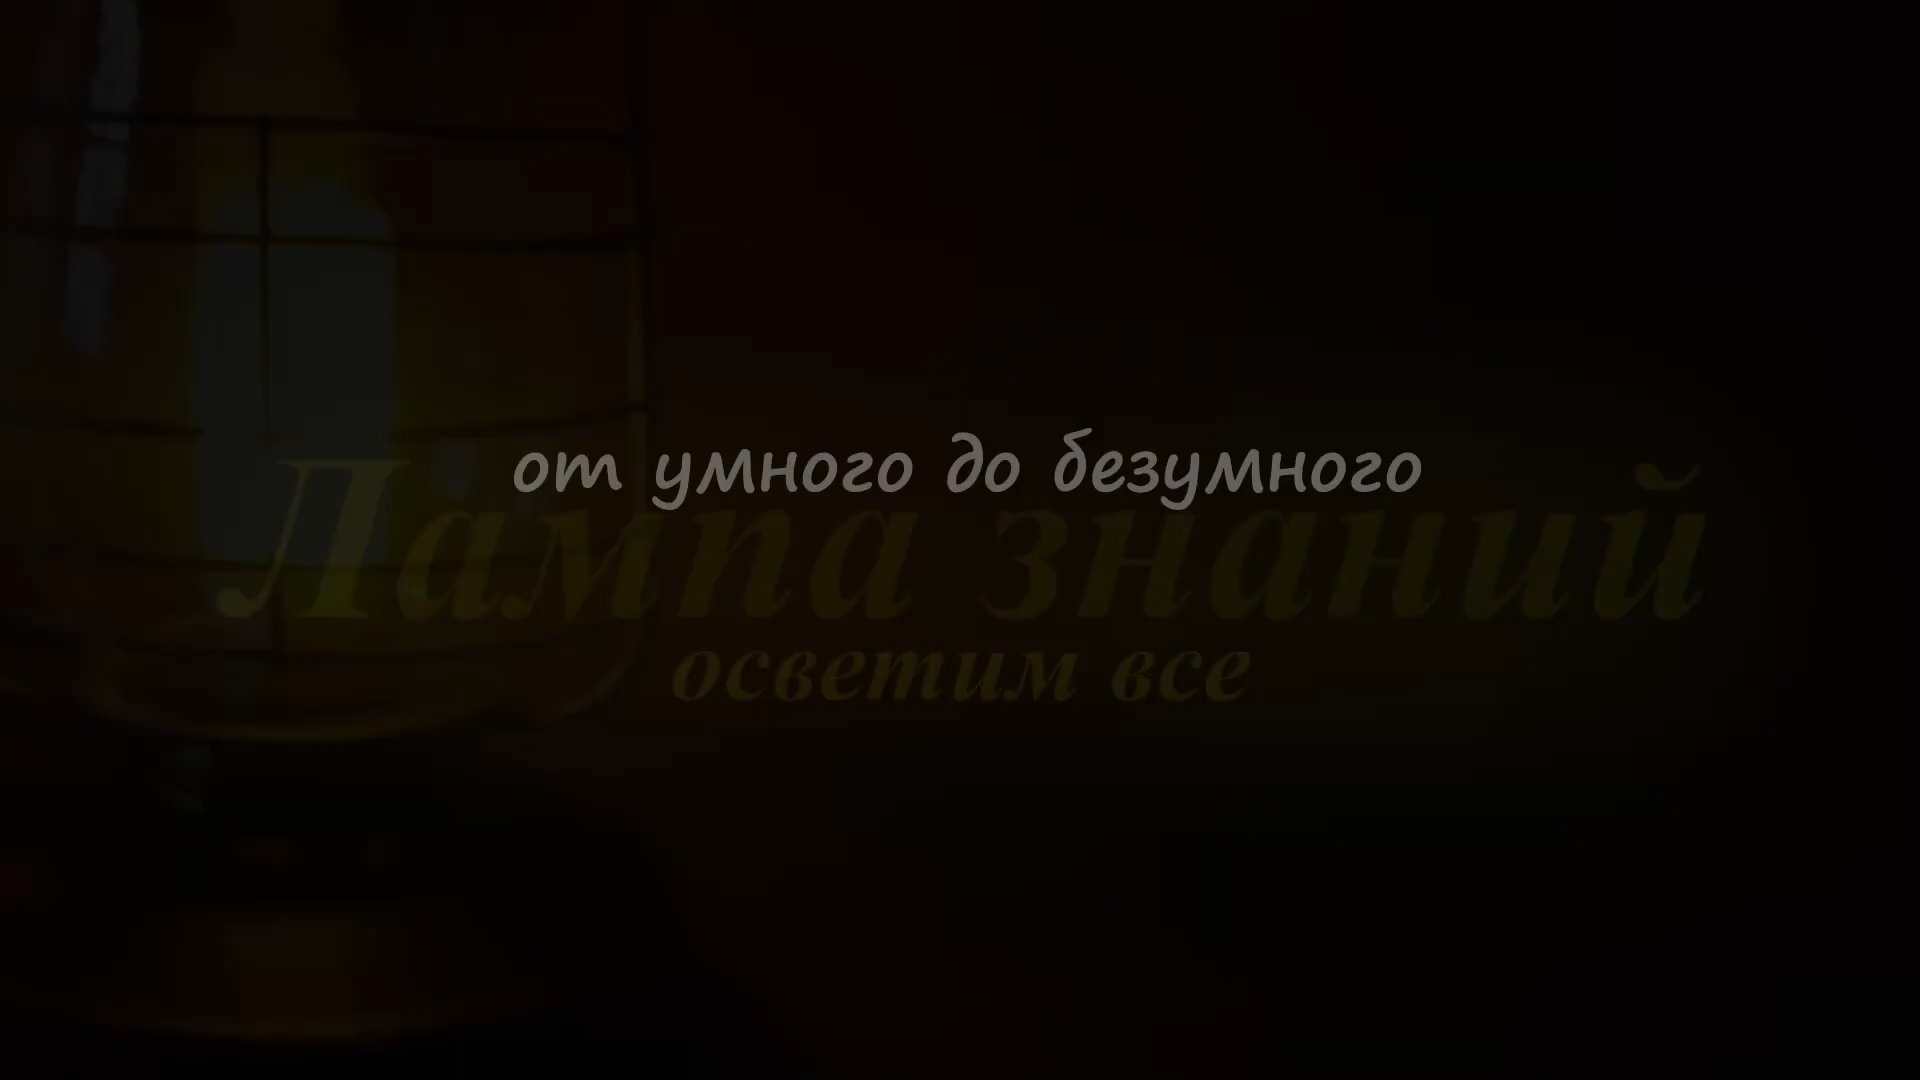 от умного до безумного
Лампа знаний
осветим все